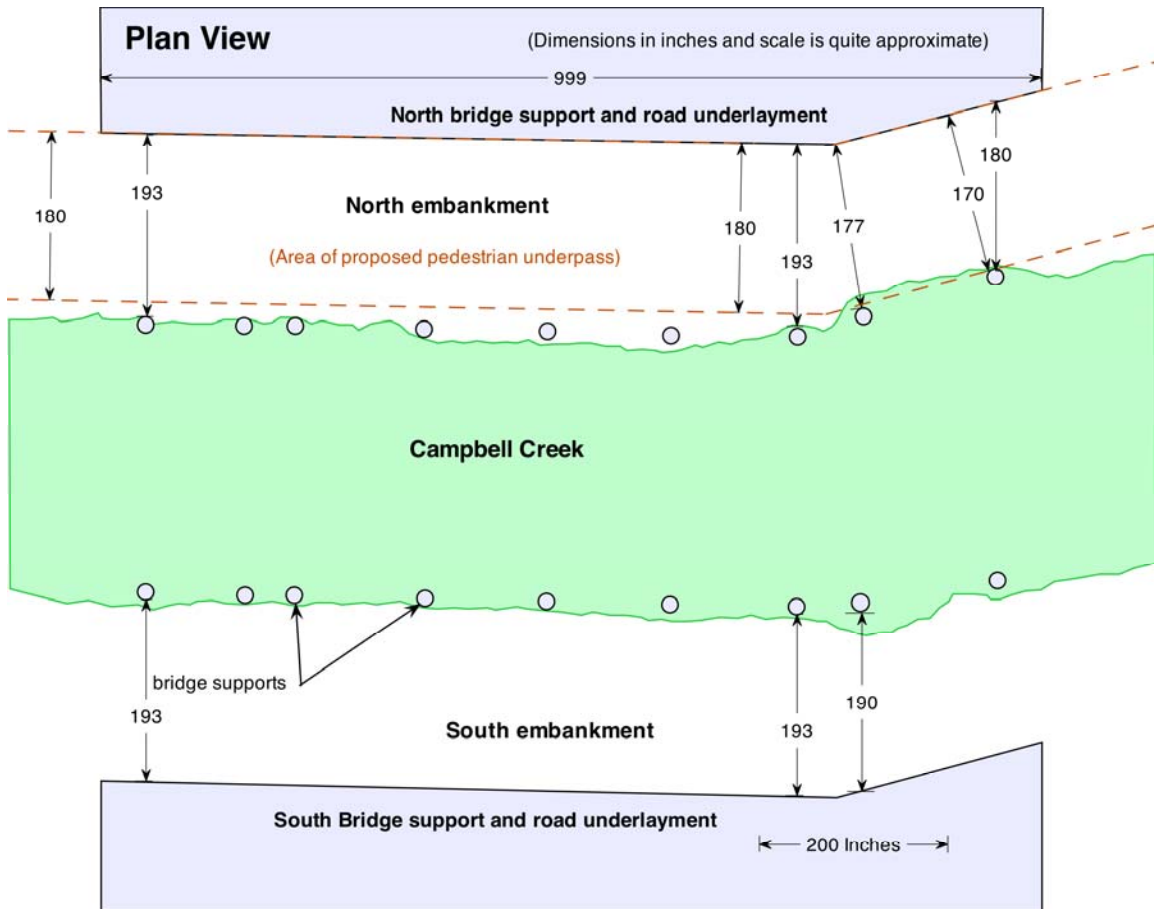 Plan View
(Dimensions in inches and scale is quite approximate)
999
North bridge support and road underlayment
193
180
180
North embankment
170
180
177
193
(Area of proposed pedestrian underpass)
Campbell Creek
bridge supports
193
190
193
South embankment
South Bridge support and road underlayment
200 Inches